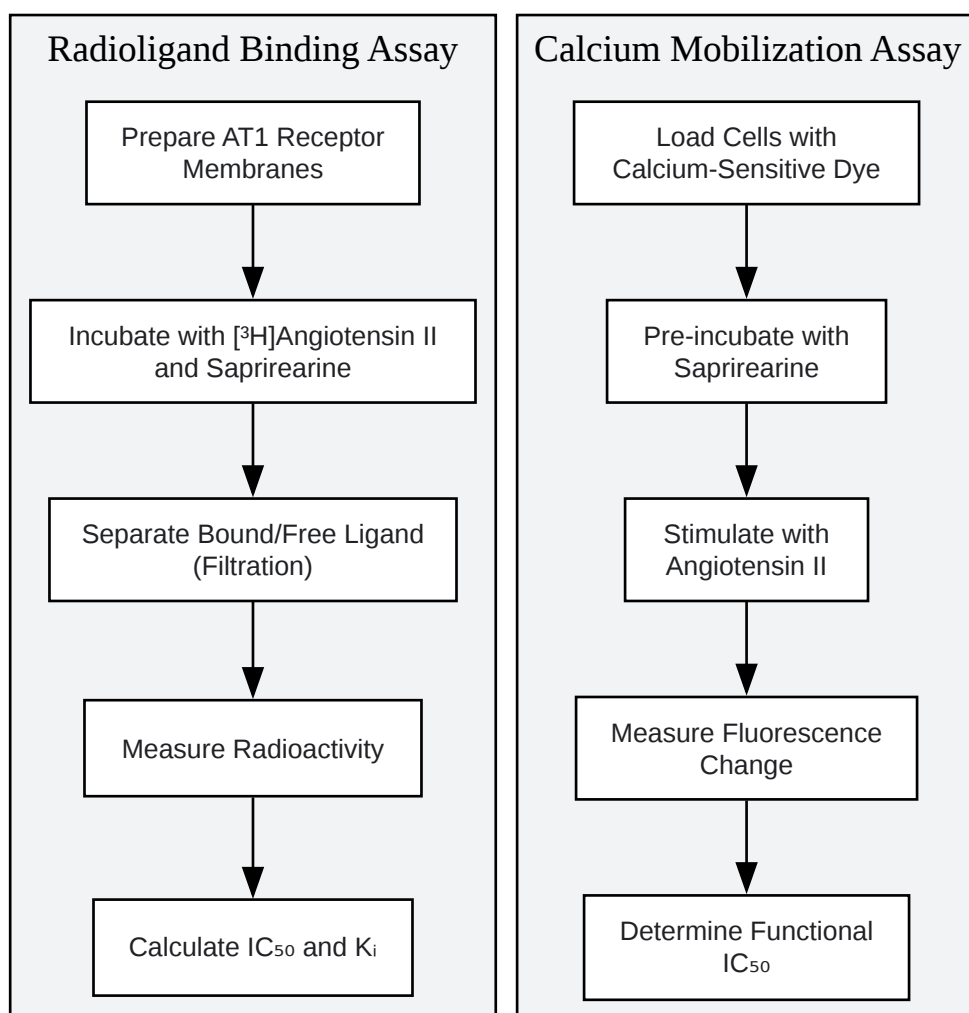 Radioligand Binding Assay
Prepare AT1 Receptor
Membranes
Incubate with [³H]Angiotensin II
and Saprirearine
Separate Bound/Free Ligand
(Filtration)
Measure Radioactivity
Calculate IC₅₀ and Kᵢ
Calcium Mobilization Assay
Load Cells with
Calcium-Sensitive Dye
Pre-incubate with
Saprirearine
Stimulate with
Angiotensin II
Measure Fluorescence
Change
Determine Functional
IC₅₀